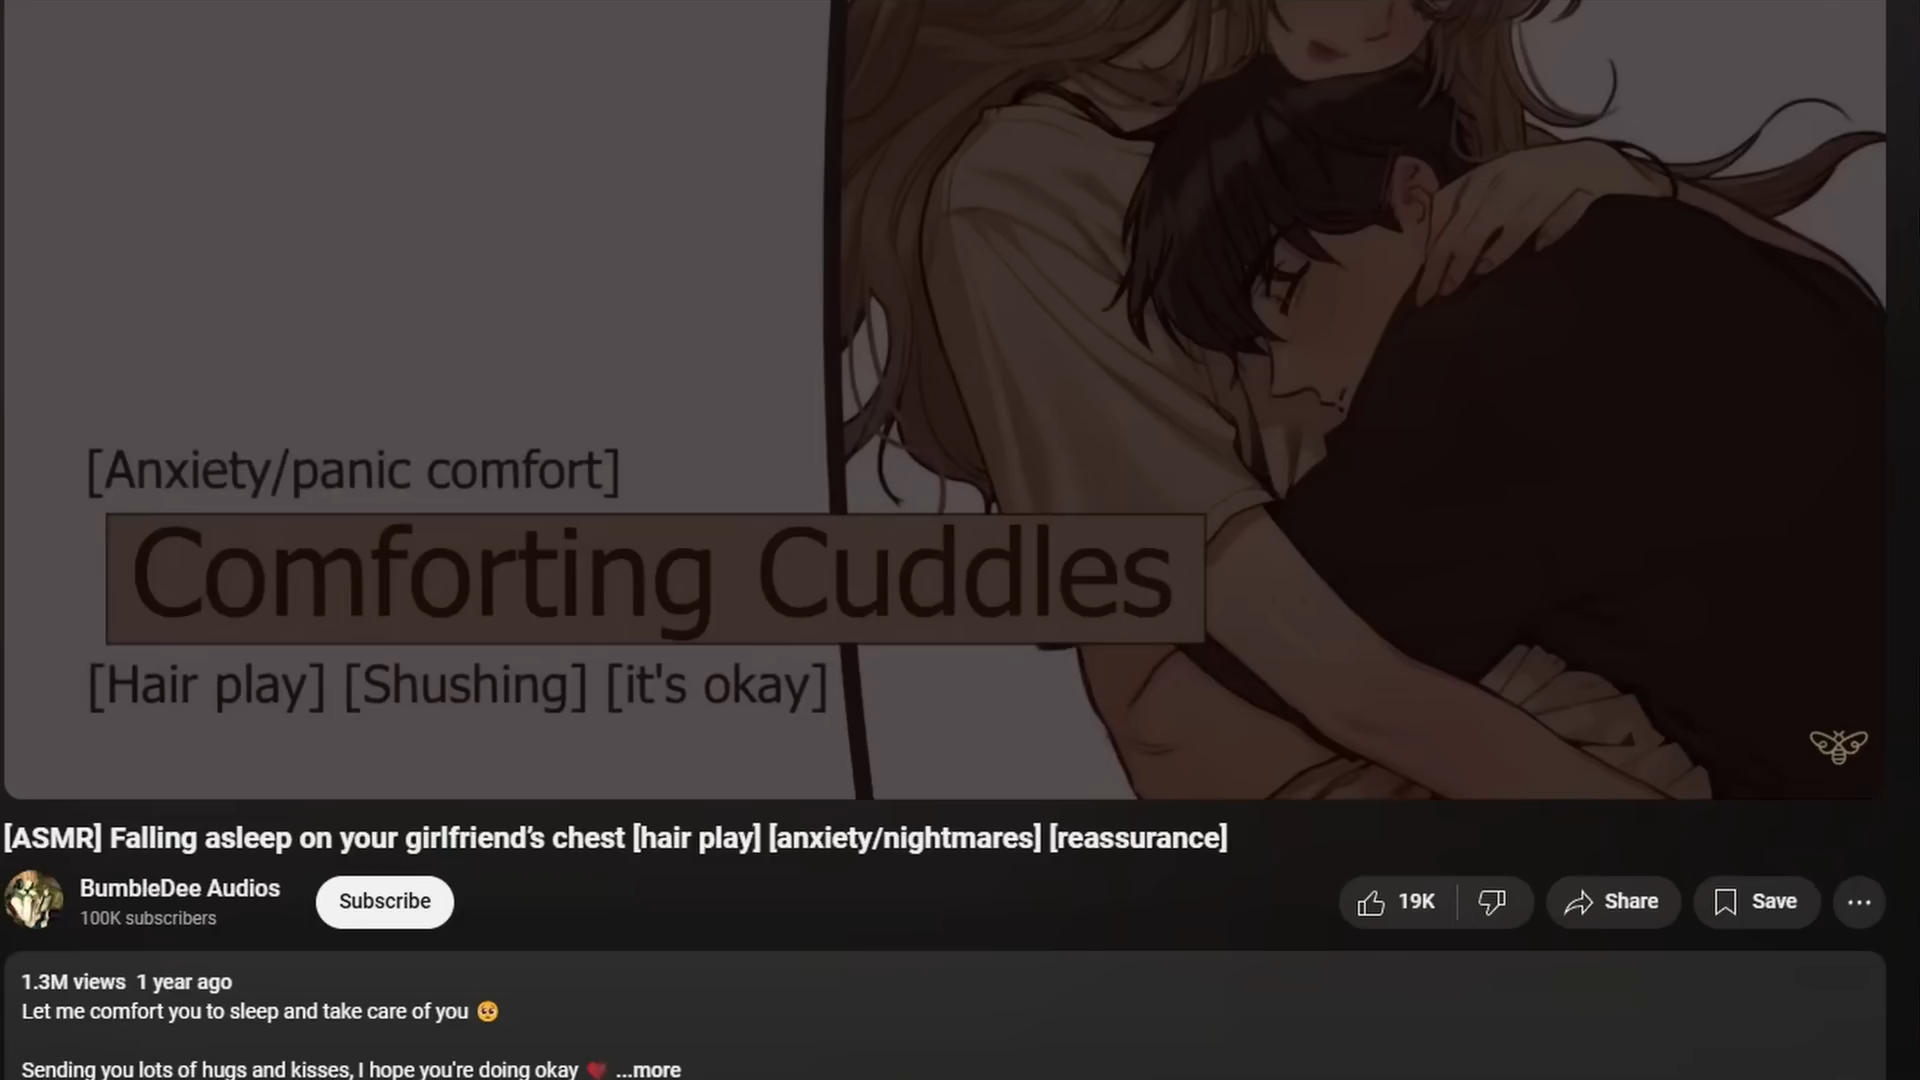 [Anxiety/panic comfort]
Comforting Cuddles
[Hair play] [Shushing] [it's okay]
[ASMR] Falling asleep on your girlfriend’s chest [hair play] [anxiety/nightmares] [reassurance]
BumbleDee Audios
100K subscribers
Subscribe
19K
Share
Save
1.3M views 1 year ago
Let me comfort you to sleep and take care of you 🥺
Sending you lots of hugs and kisses, I hope you're doing okay ❤️ ...more